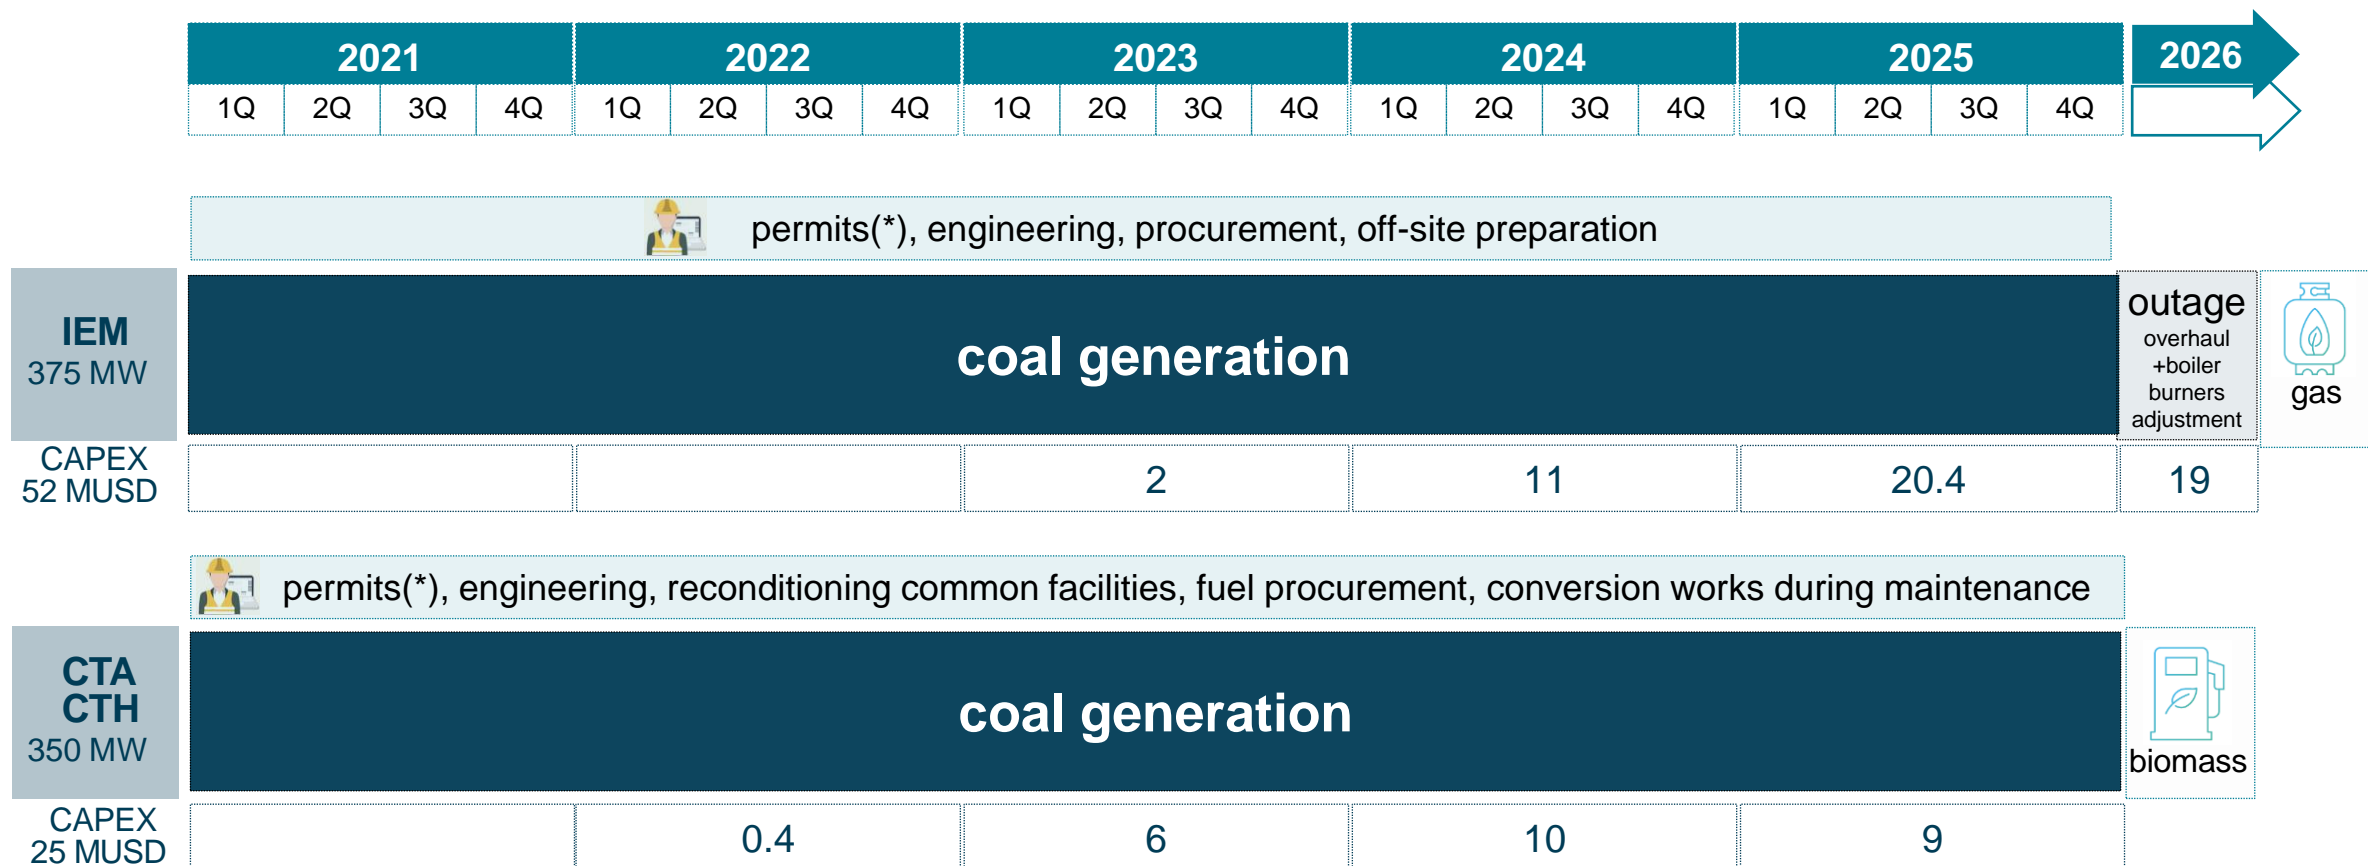 2021 2022 2023 2024 2025 2026
1Q 2Q 3Q 4Q 1Q 2Q 3Q 4Q 1Q 2Q 3Q 4Q 1Q 2Q 3Q 4Q 1Q 2Q 3Q 4Q
permits(*), engineering, procurement, off-site preparation
IEM
375 MW
coal generation
outage
overhaul
+boiler
burners
adjustment
gas
CAPEX
52 MUSD
2 11 20.4 19
permits(*), engineering, reconditioning common facilities, fuel procurement, conversion works during maintenance
CTA
CTH
350 MW
coal generation
biomass
CAPEX
25 MUSD
0.4 6 10 9